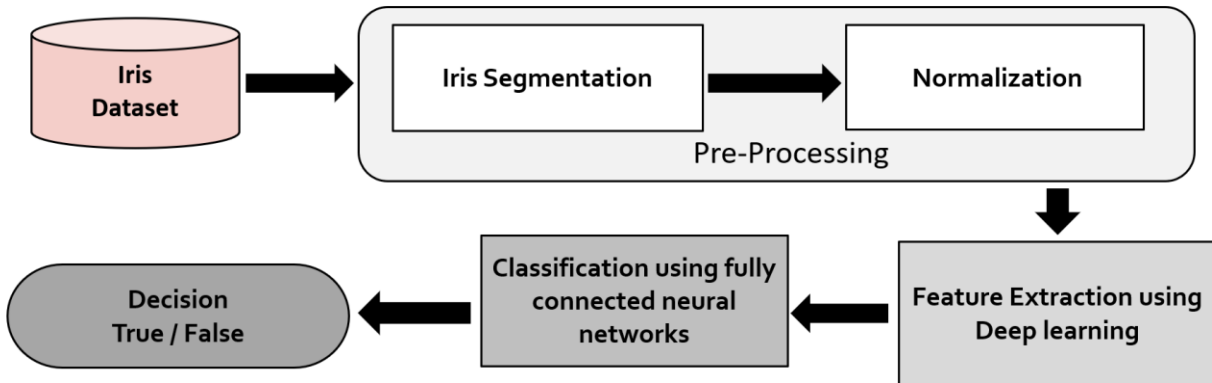 Iris
Dataset
Iris Segmentation
Normalization
Pre-Processing
Feature Extraction using
Deep learning
Classification using fully
connected neural
networks
Decision
True / False